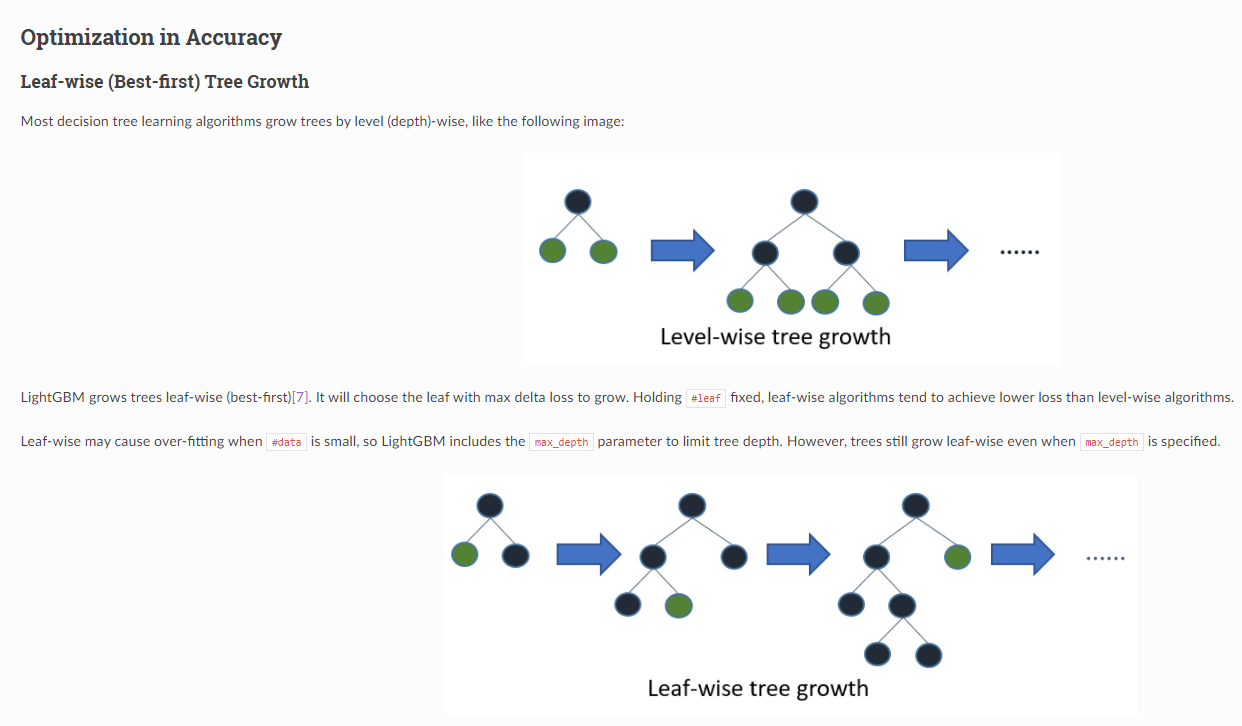 Optimization in Accuracy
Leaf-wise (Best-first) Tree Growth
Most decision tree learning algorithms grow trees by level (depth)-wise, like the following image:
......
Level-wise tree growth
LightGBM grows trees leaf-wise (best-first)[7]. It will choose the leaf with max delta loss to grow. Holding #leaf fixed, leaf-wise algorithms tend to achieve lower loss than level-wise algorithms.
Leaf-wise may cause over-fitting when #data is small, so LightGBM includes the max_depth parameter to limit tree depth. However, trees still grow leaf-wise even when max_depth is specified.
......
Leaf-wise tree growth